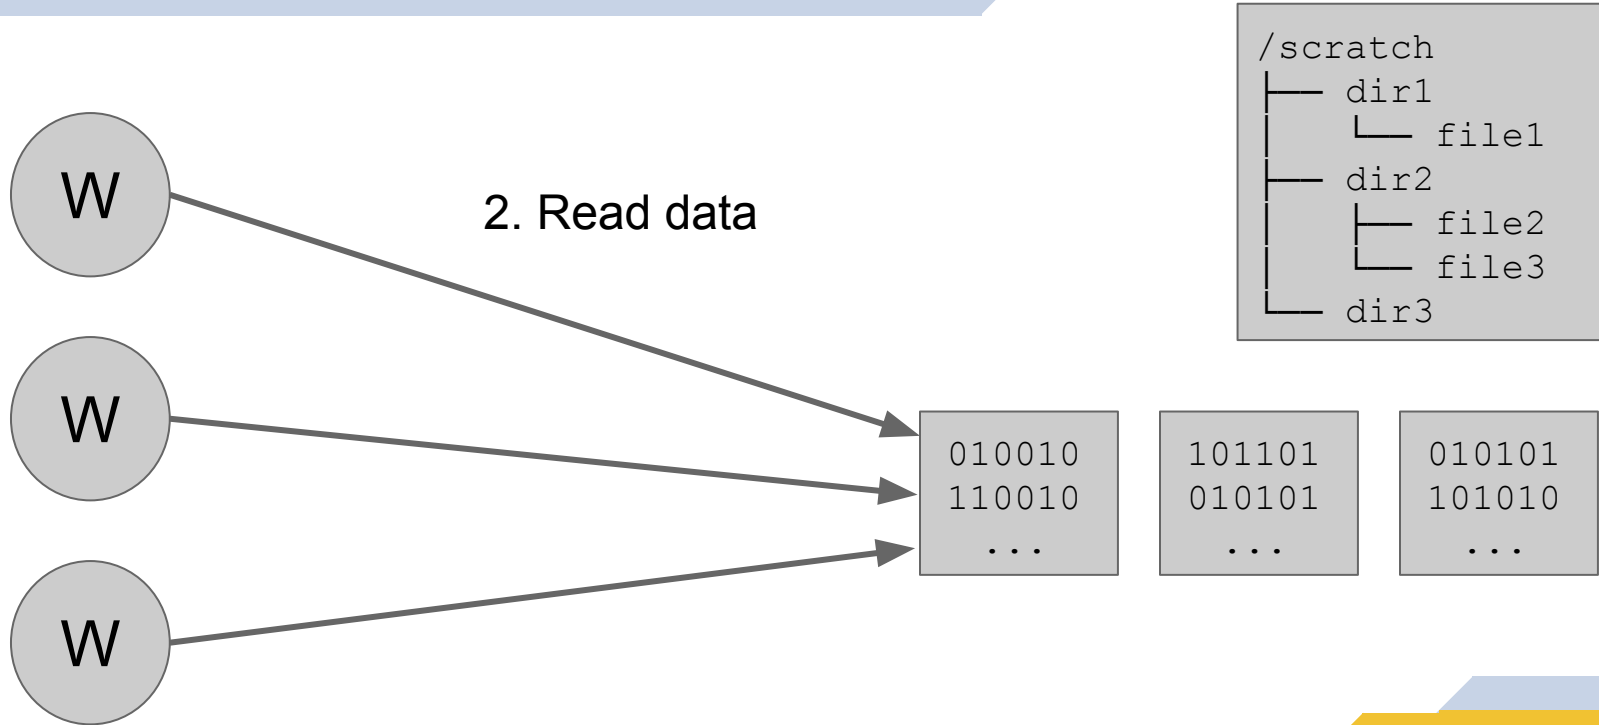 /scratch
├── dir1
│   └── file1
├── dir2
│   ├── file2
│   └── file3
└── dir3
W
2. Read data
W
W
010010
110010
...
101101
010101
...
010101
101010
...